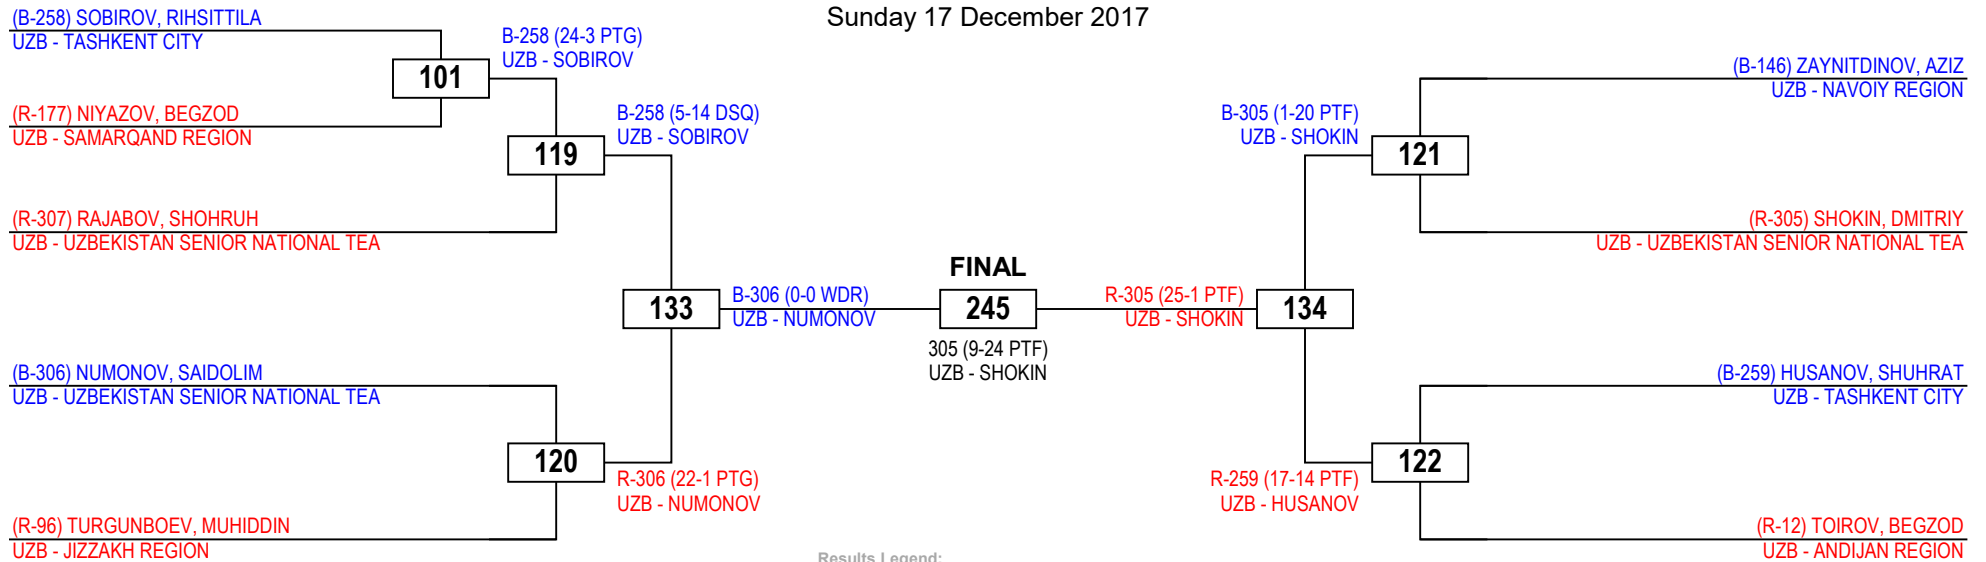 Sunday 17 December 2017
(B-258) SOBIROV, RIHSITTILA
UZB - TASHKENT CITY
B-258 (24-3 PTG)
UZB - SOBIROV
101
(R-177) NIYAZOV, BEGZOD
UZB - SAMARQAND REGION
B-258 (5-14 DSQ)
UZB - SOBIROV
119
(R-307) RAJABOV, SHOHRUH
UZB - UZBEKISTAN SENIOR NATIONAL TEA
133
B-306 (0-0 WDR)
UZB - NUMONOV
(B-306) NUMONOV, SAIDOLIM
UZB - UZBEKISTAN SENIOR NATIONAL TEA
120
R-306 (22-1 PTG)
UZB - NUMONOV
(R-96) TURGUNBOEV, MUHIDDIN
UZB - JIZZAKH REGION
FINAL
245
305 (9-24 PTF)
UZB - SHOKIN
(B-146) ZAYNITDINOV, AZIZ
UZB - NAVOIY REGION
B-305 (1-20 PTF)
UZB - SHOKIN
121
(R-305) SHOKIN, DMITRIY
UZB - UZBEKISTAN SENIOR NATIONAL TEA
R-305 (25-1 PTF)
UZB - SHOKIN
134
(B-259) HUSANOV, SHUHRAT
UZB - TASHKENT CITY
122
R-259 (17-14 PTF)
UZB - HUSANOV
(R-12) TOIROV, BEGZOD
UZB - ANDIJAN REGION
Results Legend: